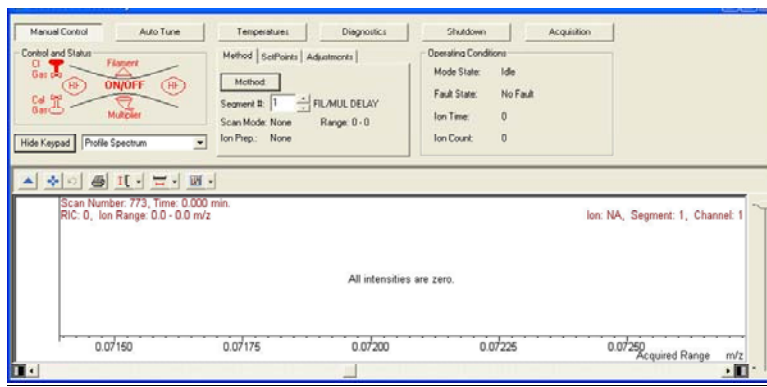 Manual Control Auto Tune Temperatures Diagnostics Shutdown Acquisition
Control and Status
CI
Gas
Filament
RF
ON/OFF
RF
Cal
Gas
Multiplier
Hide Keypad Profile Spectrum
Method SetPoints Adjustments
Method
Segment #: 1 FIL/MUL DELAY
Scan Mode: None Range: 0 - 0
Ion Prep.: None
Operating Conditions
Mode State: Idle
Fault State: No Fault
Ion Time: 0
Ion Count: 0
Scan Number: 773, Time: 0.000 min.
RIC: 0, Ion Range: 0.0 - 0.0 m/z Ion: NA, Segment: 1, Channel: 1
All intensities are zero.
0.07150 0.07175 0.07200 0.07225 0.07250
Acquired Range m/z